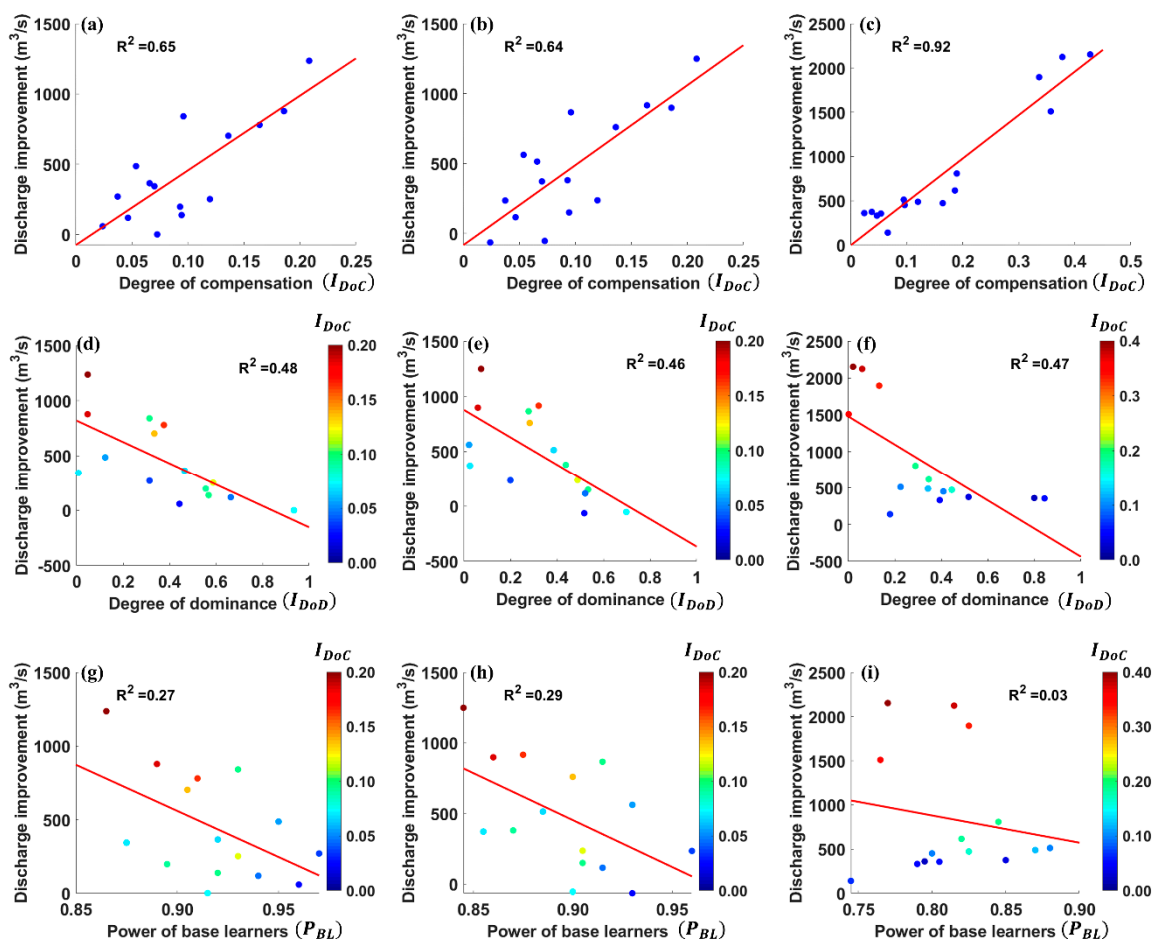 (a)
R² =0.65
Discharge improvement (m³/s)
1500
1000
500
0
0
0.05
0.10
0.15
0.20
0.25
Degree of compensation (I_DoC)
(b)
R² =0.64
Discharge improvement (m³/s)
1500
1000
500
0
0
0.05
0.10
0.15
0.20
0.25
Degree of compensation (I_DoC)
(c)
R² =0.92
Discharge improvement (m³/s)
2500
2000
1500
1000
500
0
0
0.1
0.2
0.3
0.4
0.5
Degree of compensation (I_DoC)
(d)
R² =0.48
Discharge improvement (m³/s)
1500
1000
500
0
-500
0
0.2
0.4
0.6
0.8
1
Degree of dominance (I_DoD)
I_DoC
0.20
0.15
0.10
0.05
0.00
(e)
R² =0.46
Discharge improvement (m³/s)
1500
1000
500
0
-500
0
0.2
0.4
0.6
0.8
1
Degree of dominance (I_DoD)
I_DoC
0.20
0.15
0.10
0.05
0.00
(f)
R² =0.47
Discharge improvement (m³/s)
2500
2000
1500
1000
500
0
-500
0
0.2
0.4
0.6
0.8
1
Degree of dominance (I_DoD)
I_DoC
0.4
0.3
0.2
0.1
0.0
(g)
R² =0.27
Discharge improvement (m³/s)
1500
1000
500
0
0.85
0.90
0.95
Power of base learners (P_BL)
I_DoC
0.20
0.15
0.10
0.05
0.00
(h)
R² =0.29
Discharge improvement (m³/s)
1500
1000
500
0
0.85
0.90
0.95
Power of base learners (P_BL)
I_DoC
0.20
0.15
0.10
0.05
0.00
(i)
R² =0.03
Discharge improvement (m³/s)
2500
2000
1500
1000
500
0
0.75
0.80
0.85
0.90
Power of base learners (P_BL)
I_DoC
0.40
0.30
0.20
0.10
0.00